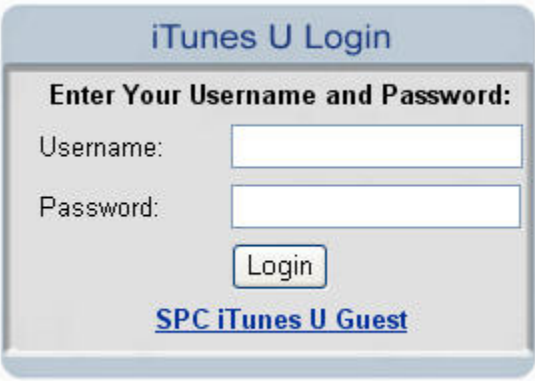 iTunes U Login
Enter Your Username and Password:
Username:
Password:
Login
SPC iTunes U Guest